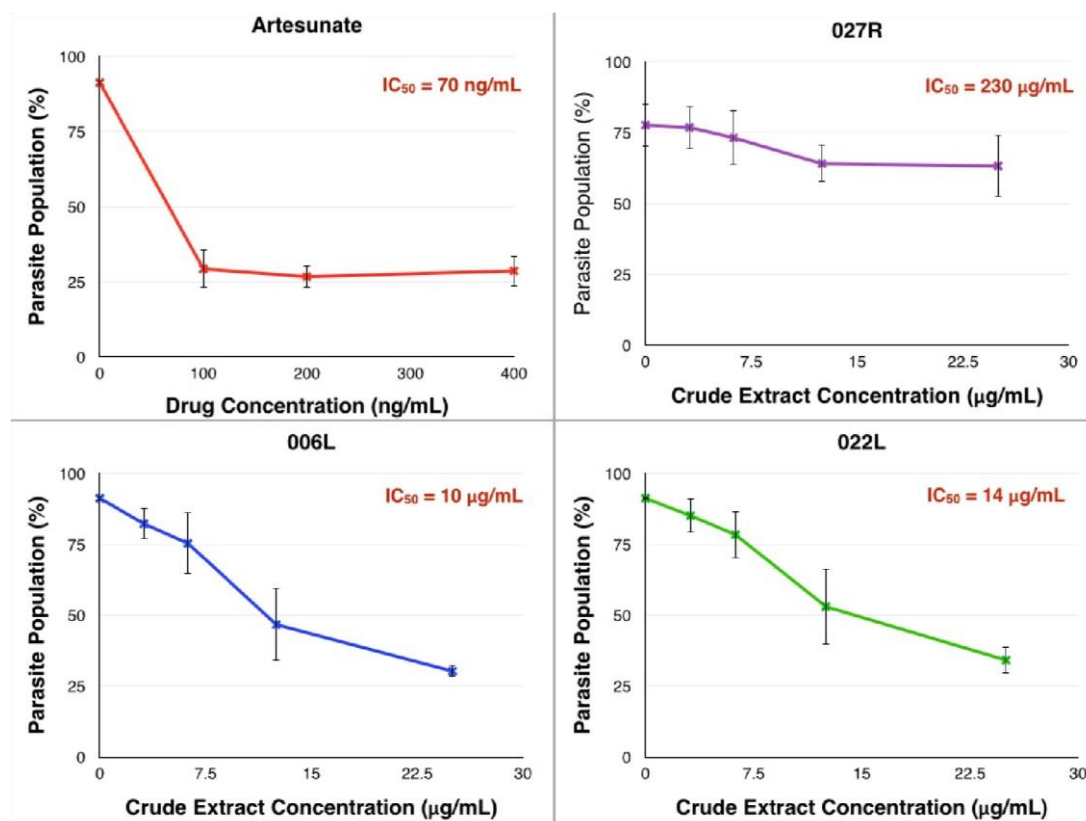 Artesunate
IC₅₀ = 70 ng/mL
Parasite Population (%)
100
75
50
25
0
0 100 200 300 400
Drug Concentration (ng/mL)
027R
IC₅₀ = 230 μg/mL
Parasite Population (%)
100
75
50
25
0
0 7.5 15 22.5 30
Crude Extract Concentration (μg/mL)
006L
IC₅₀ = 10 μg/mL
Parasite Population (%)
100
75
50
25
0
0 7.5 15 22.5 30
Crude Extract Concentration (μg/mL)
022L
IC₅₀ = 14 μg/mL
Parasite Population (%)
100
75
50
25
0
0 7.5 15 22.5 30
Crude Extract Concentration (μg/mL)